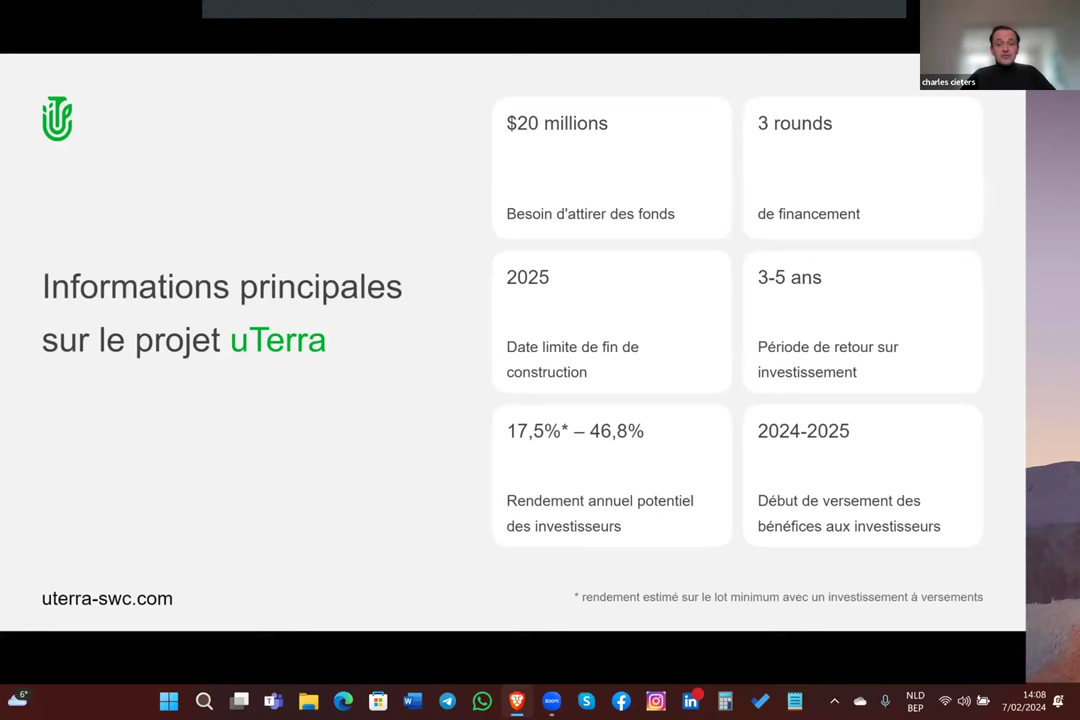 charles cieters
$20 millions
Besoin d'attirer des fonds
3 rounds
de financement
Informations principales
sur le projet uTerra
2025
Date limite de fin de
construction
3-5 ans
Période de retour sur
investissement
17,5%* – 46,8%
Rendement annuel potentiel
des investisseurs
2024-2025
Début de versement des
bénéfices aux investisseurs
uterra-swc.com
* rendement estimé sur le lot minimum avec un investissement à versements
6°
NLD
BEP
14:08
7/02/2024